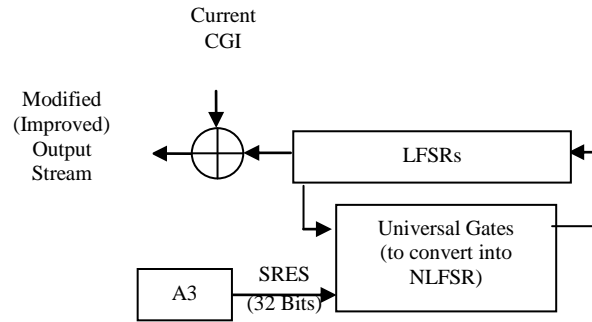 Current
CGI
Modified
(Improved)
Output
Stream
LFSRs
Universal Gates
(to convert into
NLFSR)
SRES
(32 Bits)
A3